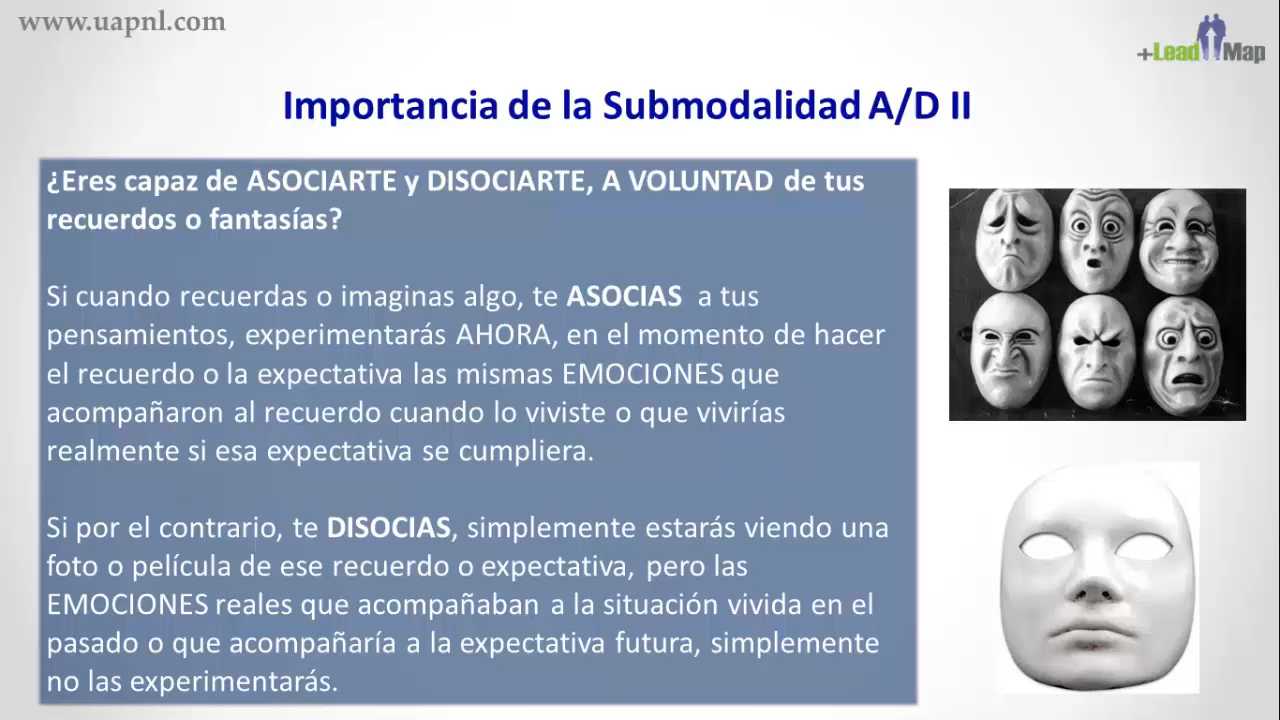 www.uapnl.com
+Lead Map
Importancia de la Submodalidad A/D II
¿Eres capaz de ASOCIARTE y DISOCIARTE, A VOLUNTAD de tus
recuerdos o fantasías?
Si cuando recuerdas o imaginas algo, te ASOCIAS a tus
pensamientos, experimentarás AHORA, en el momento de hacer
el recuerdo o la expectativa las mismas EMOCIONES que
acompañaron al recuerdo cuando lo viviste o que vivirías
realmente si esa expectativa se cumpliera.
Si por el contrario, te DISOCIAS, simplemente estarás viendo una
foto o película de ese recuerdo o expectativa, pero las
EMOCIONES reales que acompañaban a la situación vivida en el
pasado o que acompañaría a la expectativa futura, simplemente
no las experimentarás.